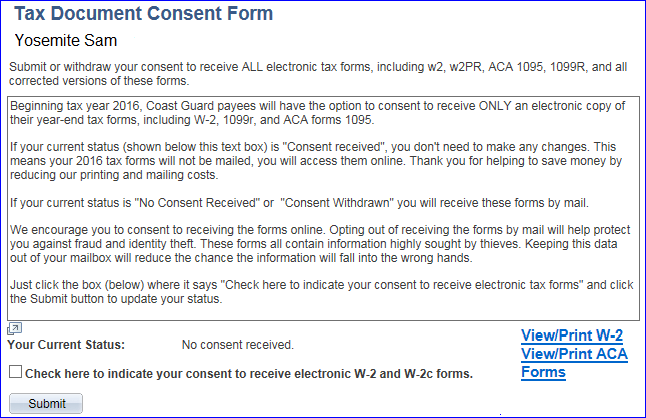 Tax Document Consent Form
Yosemite Sam
Submit or withdraw your consent to receive ALL electronic tax forms, including w2, w2PR, ACA 1095, 1099R, and all
corrected versions of these forms.
Beginning tax year 2016, Coast Guard payees will have the option to consent to receive ONLY an electronic copy of
their year-end tax forms, including W-2, 1099r, and ACA forms 1095.
If your current status (shown below this text box) is "Consent received", you don't need to make any changes. This
means your 2016 tax forms will not be mailed, you will access them online. Thank you for helping to save money by
reducing our printing and mailing costs.
If your current status is "No Consent Received" or  "Consent Withdrawn" you will receive these forms by mail.
We encourage you to consent to receiving the forms online. Opting out of receiving the forms by mail will help protect
you against fraud and identity theft. These forms all contain information highly sought by thieves. Keeping this data
out of your mailbox will reduce the chance the information will fall into the wrong hands.
Just click the box (below) where it says "Check here to indicate your consent to receive electronic tax forms" and click
the Submit button to update your status.
Your Current Status: No consent received.
View/Print W-2
View/Print ACA
Forms
Check here to indicate your consent to receive electronic W-2 and W-2c forms.
Submit